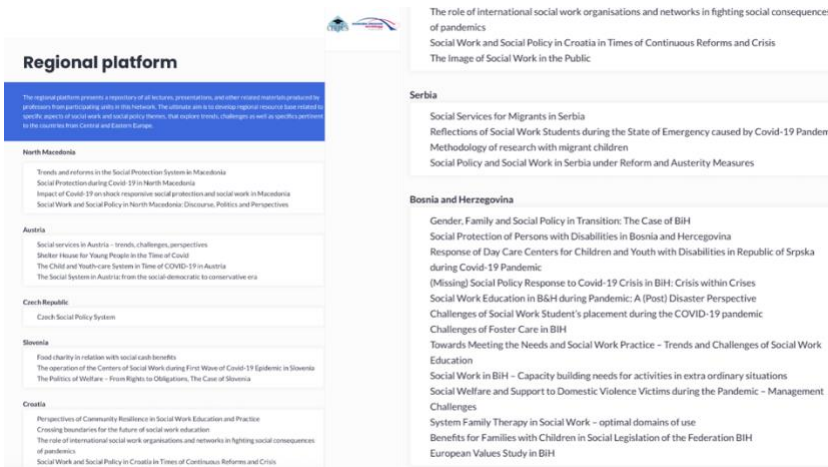 Regional platform
The regional platform presents a repository of all lectures, presentations, and other related materials produced by
professors from participating units in this Network. The ultimate aim is to develop regional resource base related to
specific aspects of social work and social policy themes, that explore trends, challenges as well as specifics pertinent
to the countries from Central and Eastern Europe.
North Macedonia
Trends and reforms in the Social Protection System in Macedonia
Social Protection during Covid-19 in North Macedonia
Impact of Covid-19 on shock responsive social protection and social work in Macedonia
Social Work and Social Policy in North Macedonia: Discourse, Politics and Perspectives
Austria
Social services in Austria – trends, challenges, perspectives
Shelter House for Young People in the Time of Covid
The Child and Youth-care System in Time of COVID-19 in Austria
The Social System in Austria: from the social-democratic to conservative era
Czech Republic
Czech Social Policy System
Slovenia
Food charity in relation with social cash benefits
The operation of the Centers of Social Work during First Wave of Covid-19 Epidemic in Slovenia
The Politics of Welfare – From Rights to Obligations, The Case of Slovenia
Croatia
Perspectives of Community Resilience in Social Work Education and Practice
Crossing boundaries for the future of social work education
The role of international social work organisations and networks in fighting social consequences
of pandemics
Social Work and Social Policy in Croatia in Times of Continuous Reforms and Crisis
The role of international social work organisations and networks in fighting social consequences
of pandemics
Social Work and Social Policy in Croatia in Times of Continuous Reforms and Crisis
The Image of Social Work in the Public
Serbia
Social Services for Migrants in Serbia
Reflections of Social Work Students during the State of Emergency caused by Covid-19 Pandem
Methodology of research with migrant children
Social Policy and Social Work in Serbia under Reform and Austerity Measures
Bosnia and Herzegovina
Gender, Family and Social Policy in Transition: The Case of BiH
Social Protection of Persons with Disabilities in Bosnia and Hercegovina
Response of Day Care Centers for Children and Youth with Disabilities in Republic of Srpska
during Covid-19 Pandemic
(Missing) Social Policy Response to Covid-19 Crisis in BiH: Crisis within Crises
Social Work Education in B&H during Pandemic: A (Post) Disaster Perspective
Challenges of Social Work Student's placement during the COVID-19 pandemic
Challenges of Foster Care in BIH
Towards Meeting the Needs and Social Work Practice – Trends and Challenges of Social Work
Education
Social Work in BiH – Capacity building needs for activities in extra ordinary situations
Social Welfare and Support to Domestic Violence Victims during the Pandemic – Management
Challenges
System Family Therapy in Social Work – optimal domains of use
Benefits for Families with Children in Social Legislation of the Federation BIH
European Values Study in BiH